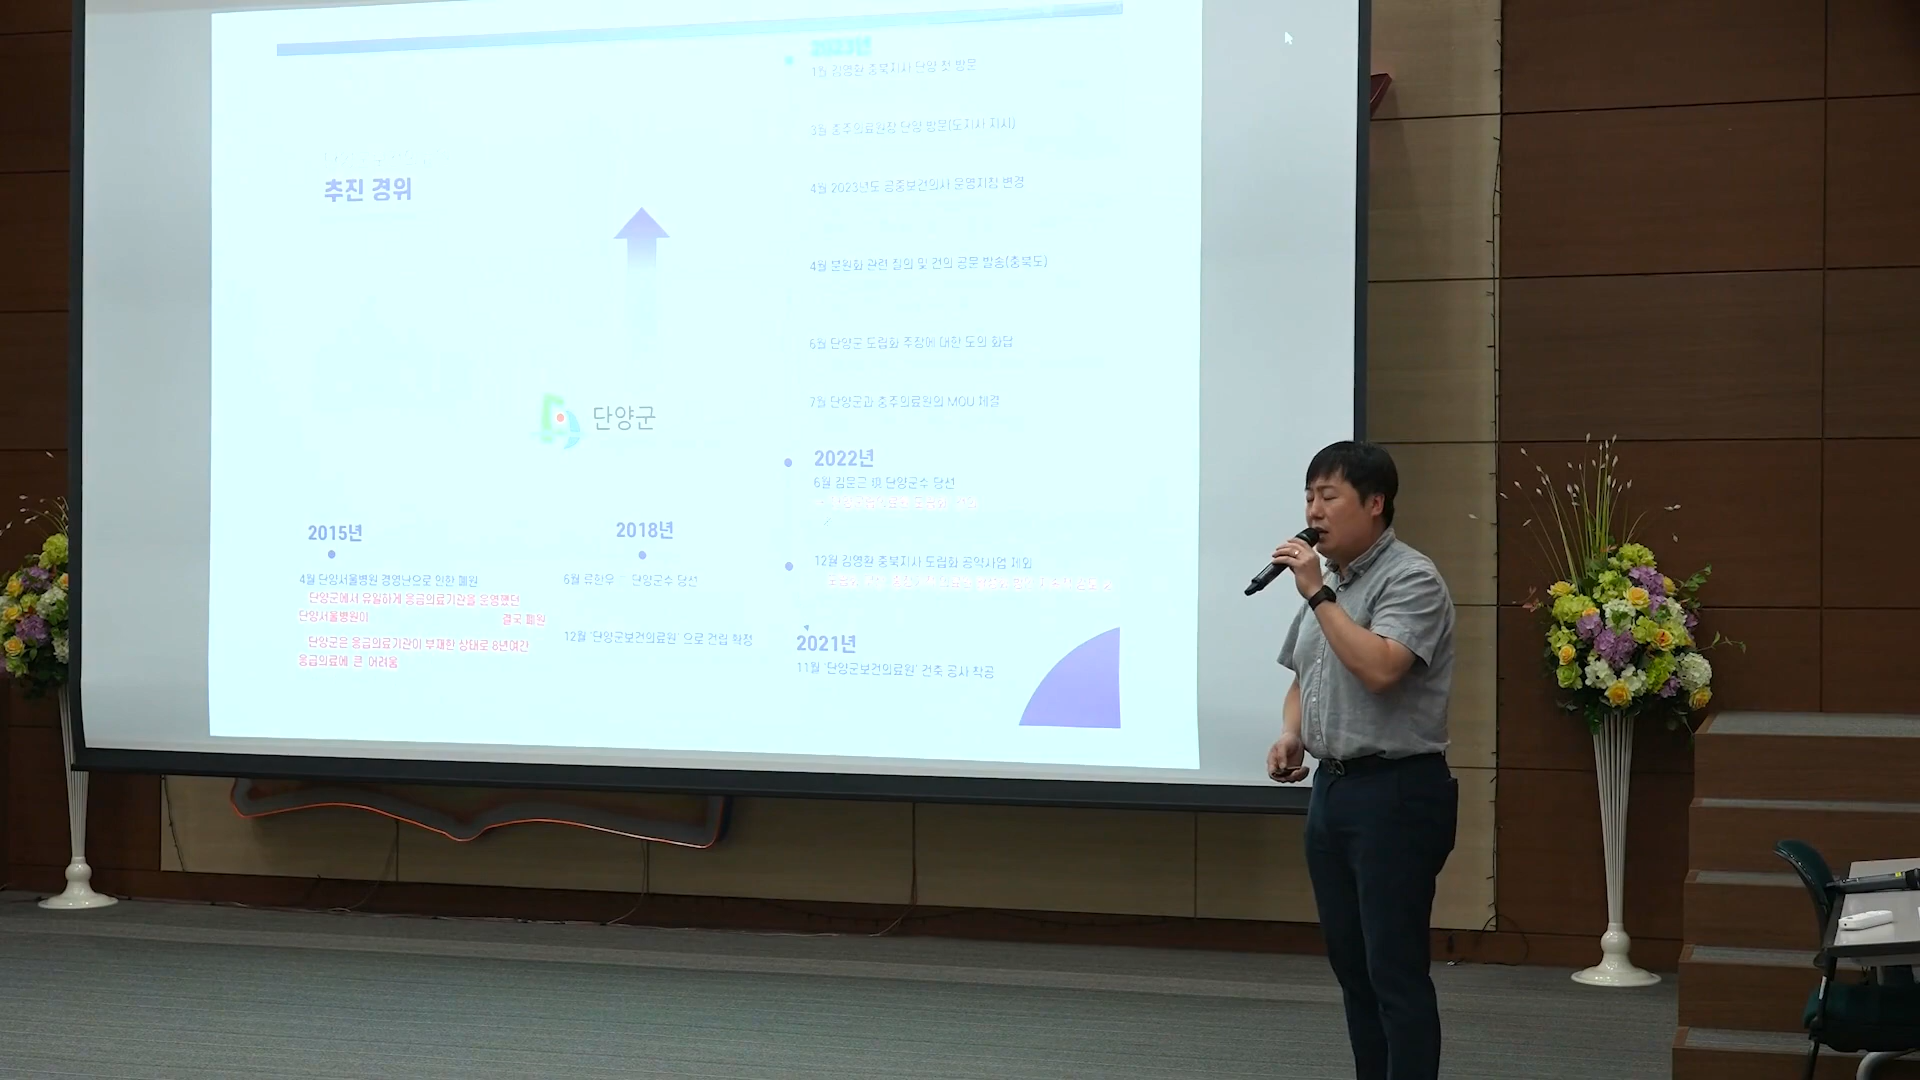 추진 경위
단양군
2015년
4월 단양서울병원 경영난으로 인한 폐원
단양군에서 유일하게 응급의료기관을 운영했던
단양서울병원이 결국 폐원
단양군은 응급의료기관이 부재한 상태로 8년여간
응급의료에 큰 어려움
2018년
6월 류한우 단양군수 당선
12월 '단양군보건의료원' 으로 건립 확정
2023년
1월 김영환 충북지사 단양 첫 방문
3월 충주의료원장 단양 방문(도지사 지시)
4월 2023년도 공중보건의사 운영지침 변경
4월 분원화 관련 질의 및 건의 공문 발송(충북도)
6월 단양군 도립화 주장에 대한 도의 화답
7월 단양군과 충주의료원의 MOU 체결
2022년
6월 김문근 現 단양군수 당선
12월 김영환 충북지사 도립화 공약사업 제외
2021년
11월 '단양군보건의료원' 건축 공사 착공